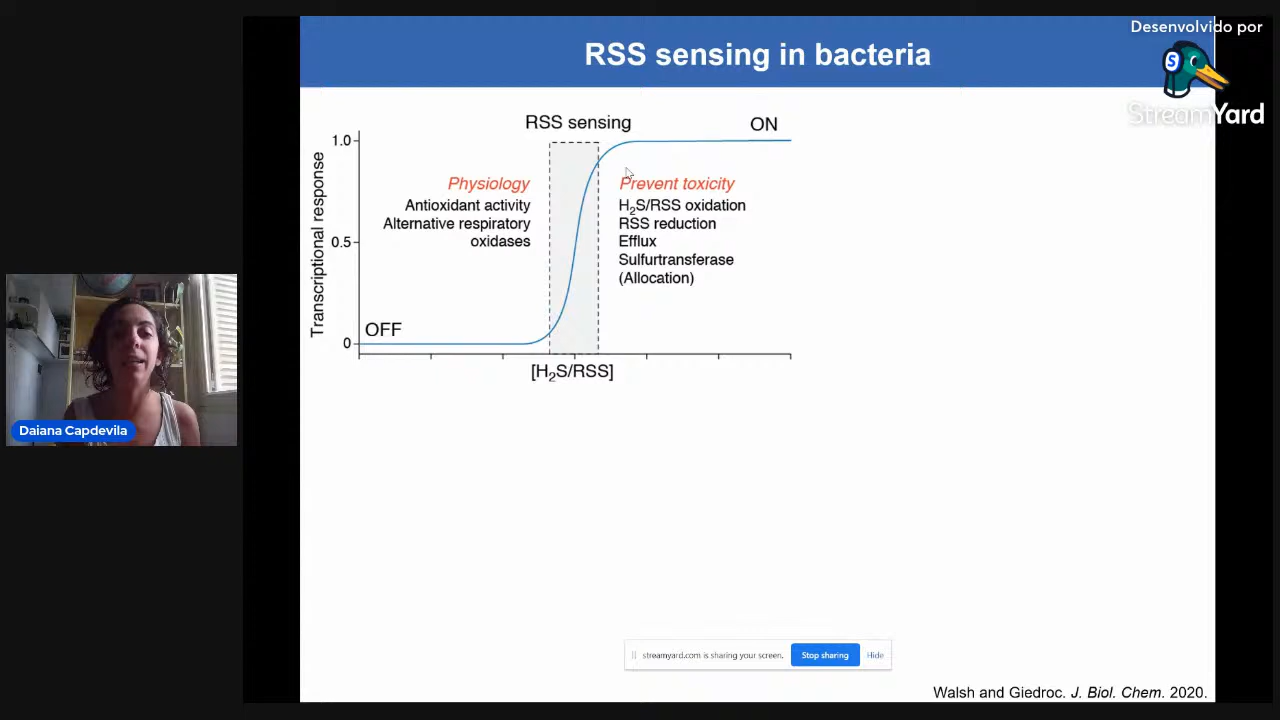 Desenvolvido por
StreamYard
RSS sensing in bacteria
RSS sensing
ON
1.0
Physiology
Prevent toxicity
Antioxidant activity
H₂S/RSS oxidation
Alternative respiratory
RSS reduction
oxidases
Efflux
0.5
Sulfurtransferase
(Allocation)
Transcriptional response
OFF
0
[H₂S/RSS]
Daiana Capdevila
streamyard.com is sharing your screen.
Stop sharing
Hide
Walsh and Giedroc. J. Biol. Chem. 2020.